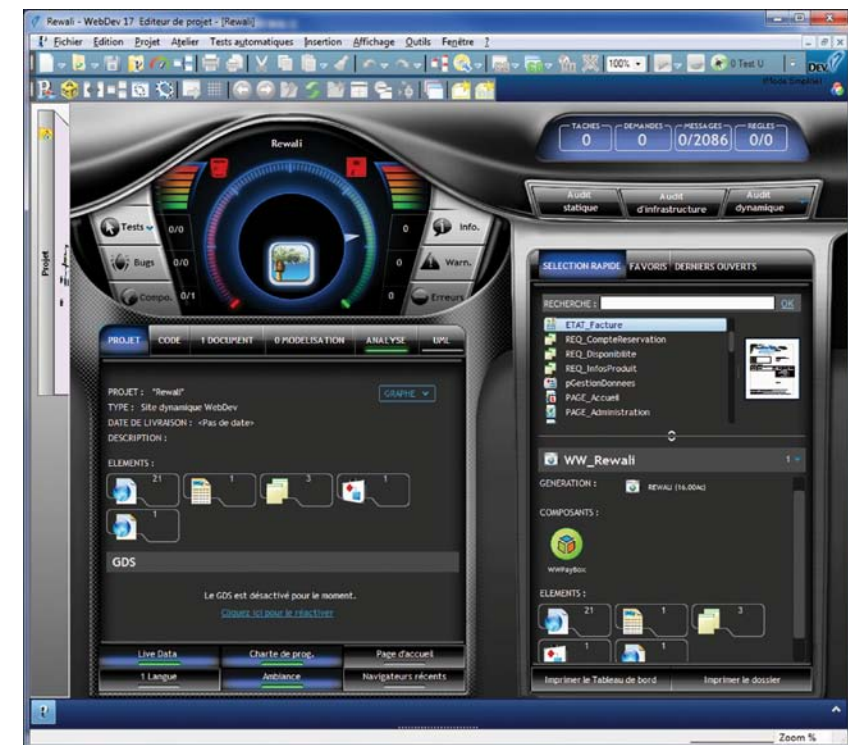 Rewali - WebDev 17 Editeur de projet - [Rewali]
Fichier Edition Projet Atelier Tests automatiques Insertion Affichage Outils Fenêtre ?
100% 0 Test U DEV
(Mode Simplifié)
Projet
Rewali
Tests 0/0 0 Info.
Bugs 0/0 0 Warn.
Compo. 0/1 0 Erreurs
TACHES DEMANDES MESSAGES REGLES
0 0 0/2086 0/0
Audit statique Audit d'infrastructure Audit dynamique
PROJET CODE 1 DOCUMENT 0 MODELISATION ANALYSE UML
PROJET : "Rewali"
GRAPHE
TYPE : Site dynamique WebDev
DATE DE LIVRAISON : <Pas de date>
DESCRIPTION :
ELEMENTS :
21 1 3 1
1
GDS
Le GDS est désactivé pour le moment.
Cliquez ici pour le réactiver
Live Data Charte de prog. Page d'accueil
1 Langue Ambiance Navigateurs récents
SELECTION RAPIDE FAVORIS DERNIERS OUVERTS
RECHERCHE : OK
ETAT_Facture
REQ_CompteReservation
REQ_Disponibilite
REQ_InfosProduit
pGestionDonnees
PAGE_Accueil
PAGE_Administration
WW_Rewali 1
GENERATION : REWALI (16.00Ac)
COMPOSANTS :
WWPayBox
ELEMENTS :
21 1 3
1 1
Imprimer le Tableau de bord Imprimer le dossier
Zoom %